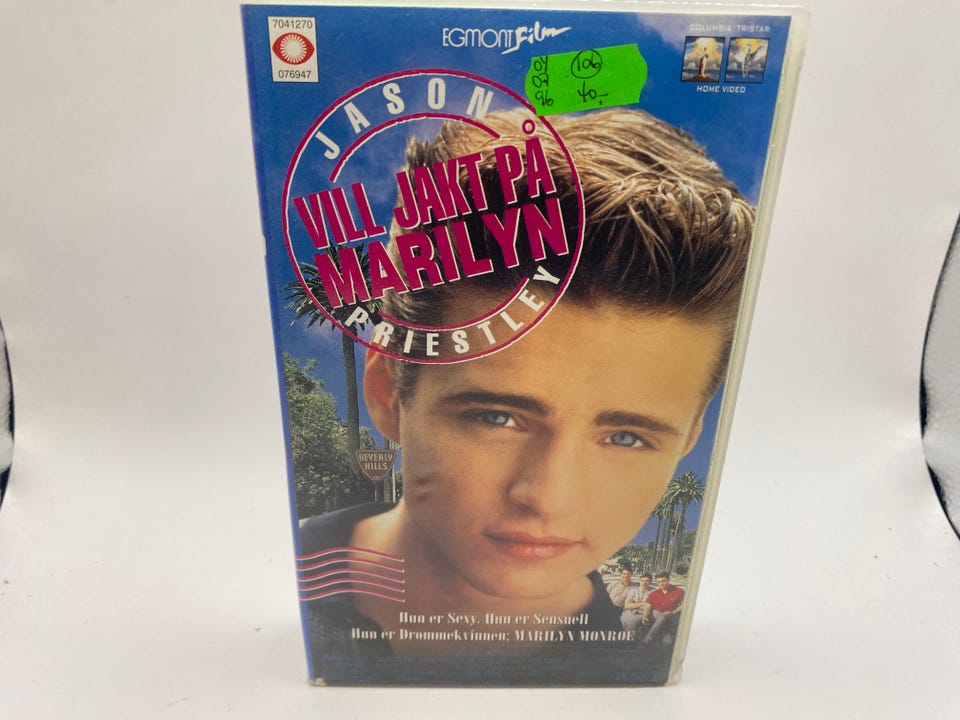 7041270
076947
EGMONT Film
COLUMBIA TRISTAR
HOME VIDEO
04
02
96
106
40.-
JASON
VILL JAKT PÅ
MARILYN
PRIESTLEY
BEVERLY
HILLS
Hun er Sexy. Hun er Sensuell
Hun er Drommekvinnen; MARILYN MONROE